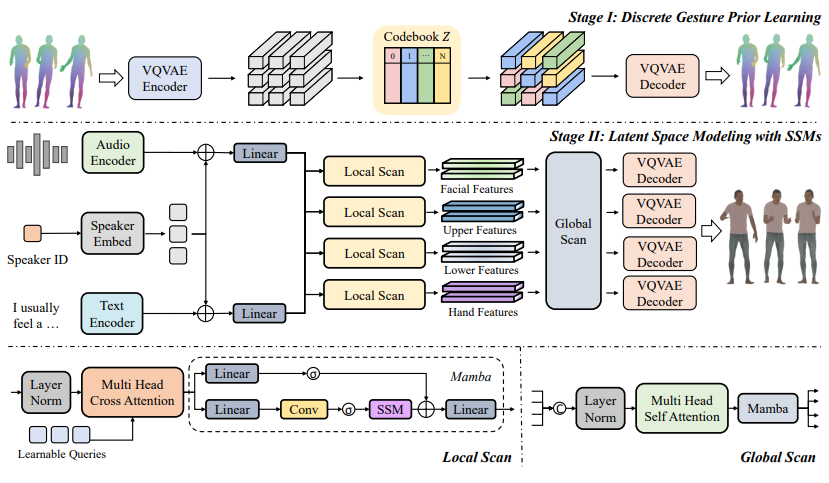 Stage I: Discrete Gesture Prior Learning
VQVAE
Encoder
Codebook Z
0 1 ... N
VQVAE
Decoder
Stage II: Latent Space Modeling with SSMs
Audio
Encoder
Linear
Speaker
Embed
Speaker ID
I usually
feel a …
Text
Encoder
Linear
Local Scan
Local Scan
Local Scan
Local Scan
Facial Features
Upper Features
Lower Features
Hand Features
Global
Scan
VQVAE
Decoder
VQVAE
Decoder
VQVAE
Decoder
VQVAE
Decoder
Layer
Norm
Multi Head
Cross Attention
Learnable Queries
Linear
σ
Mamba
Linear
Conv
σ
SSM
Linear
Local Scan
C
Layer
Norm
Multi Head
Self Attention
Mamba
Global Scan